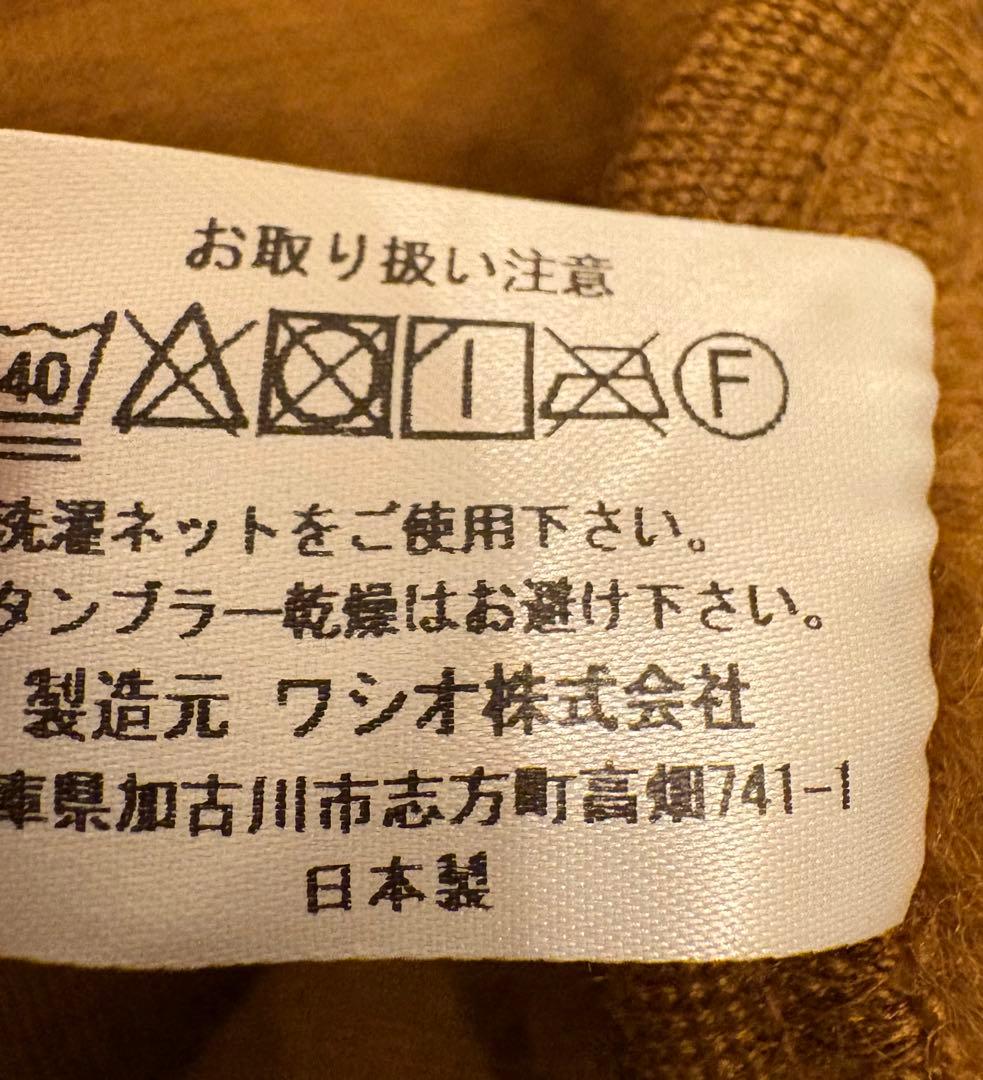 お取り扱い注意
40 F
洗濯ネットをご使用下さい。
タンブラー乾燥はお避け下さい。
製造元 ワシオ株式会社
庫県加古川市志方町高畑741-1
日本製